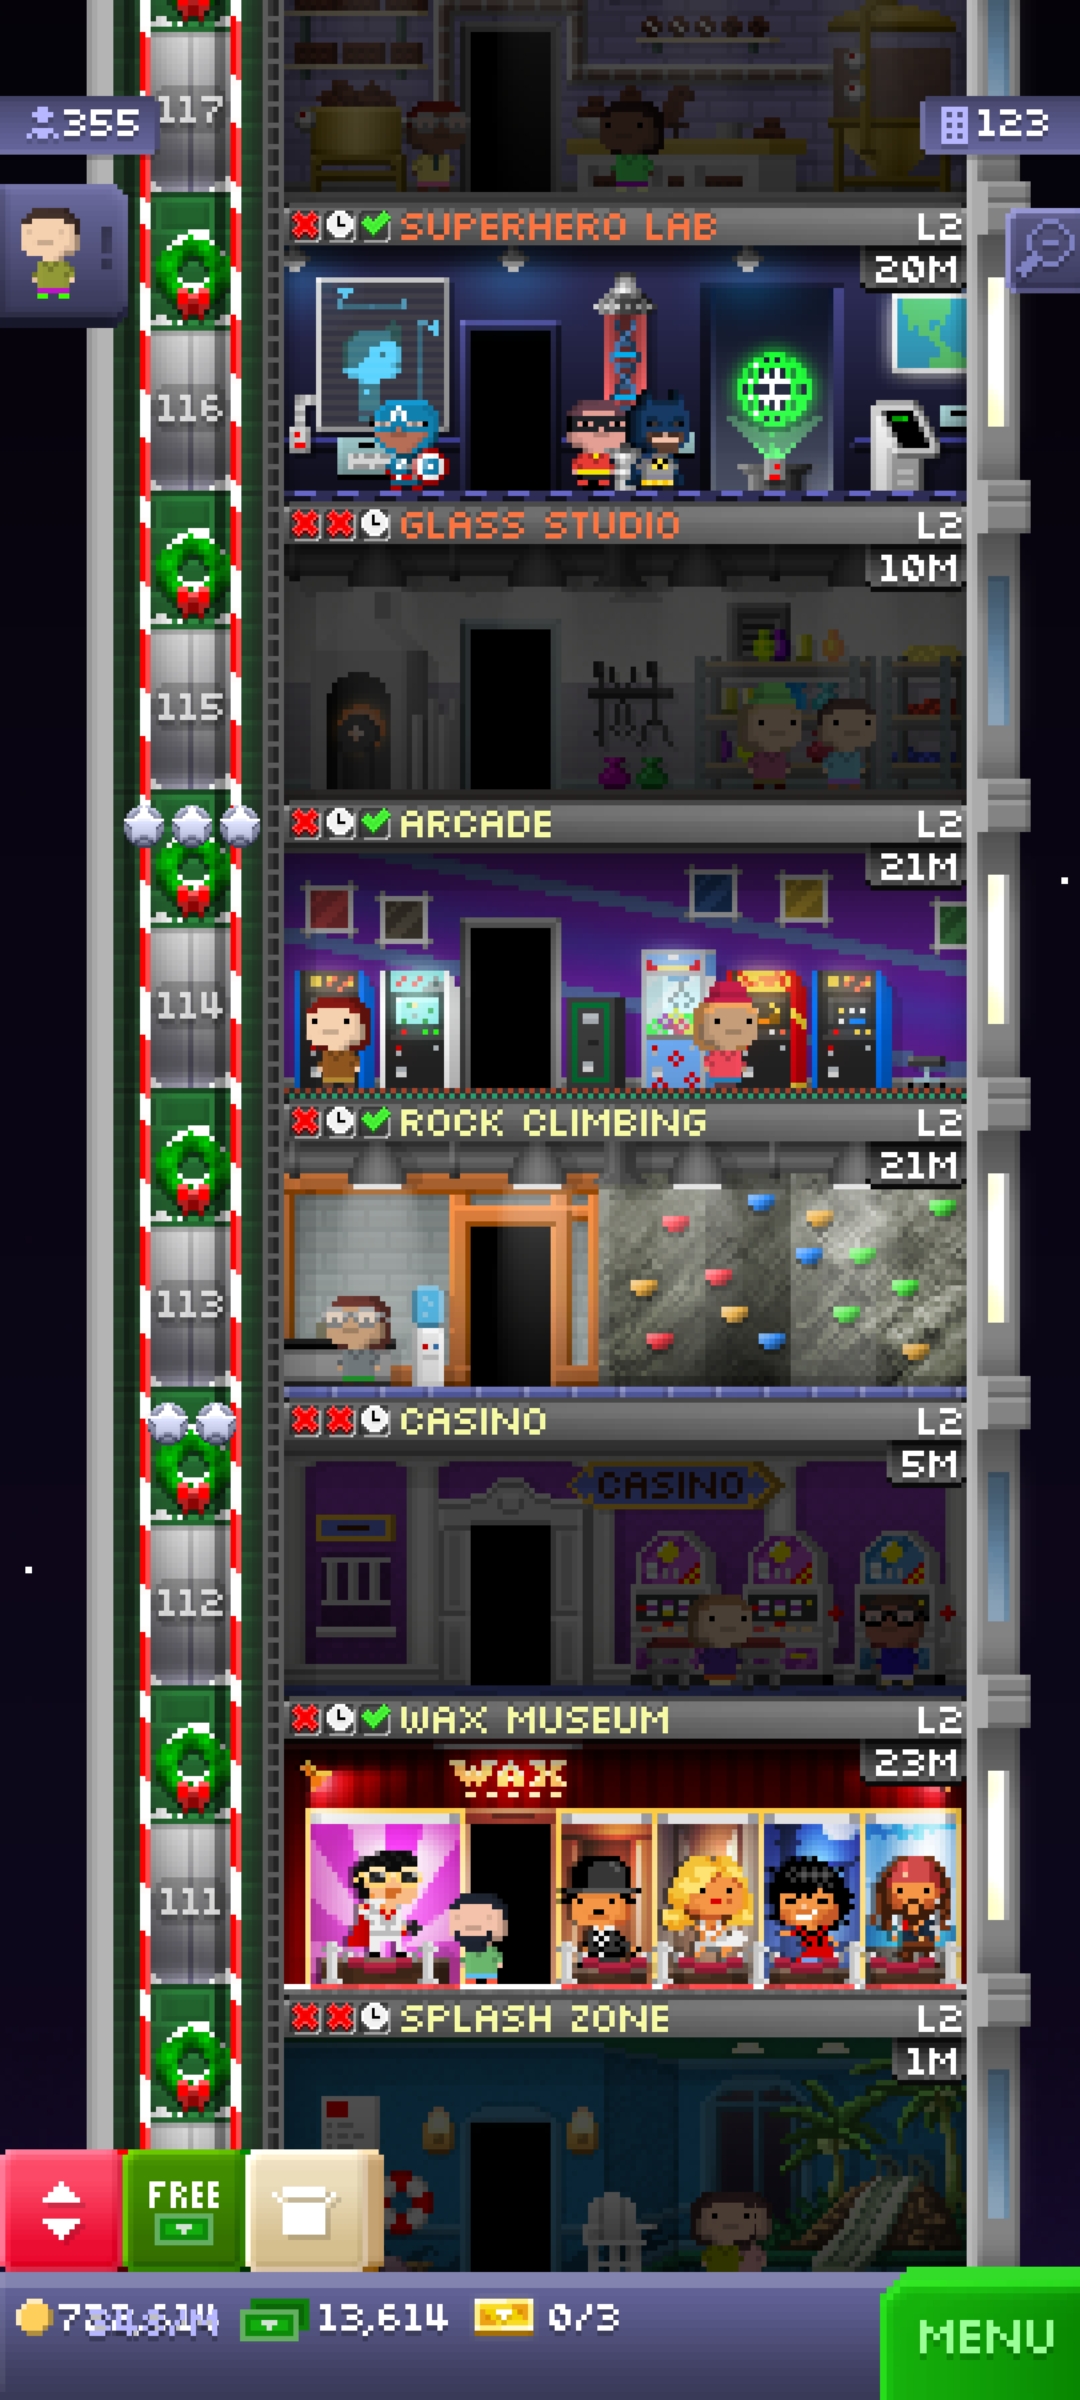 117
355
123
SUPERHERO LAB L2
20M
116
GLASS STUDIO L2
10M
115
ARCADE L2
21M
114
ROCK CLIMBING L2
21M
113
CASINO L2
5M
CASINO
112
WAX MUSEUM L2
23M
WAX
111
SPLASH ZONE L2
1M
FREE
13,614 0/3
MENU